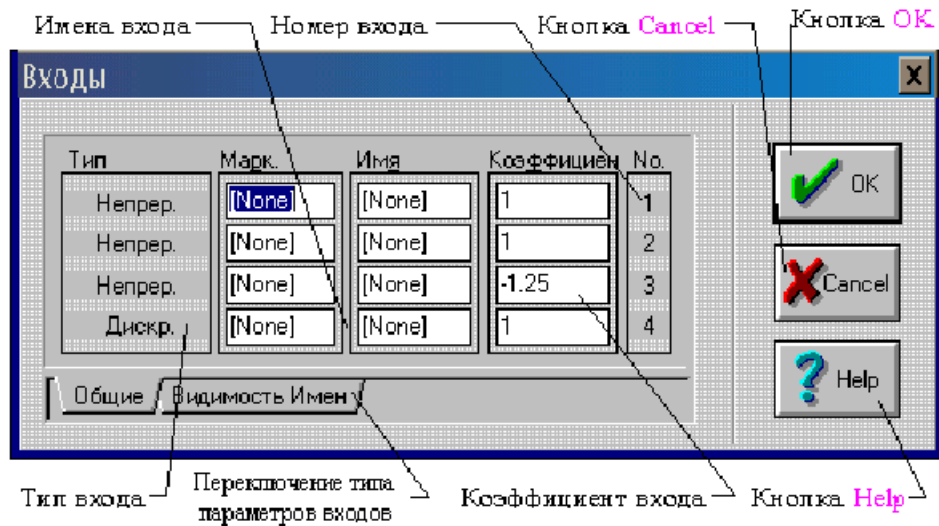 Имена входа Номер входа Кнопка Cancel Кнопка OK
Входы
Тип Марк. Имя Коэффициен No.
Непрер. [None] [None] 1 1
Непрер. [None] [None] 1 2
Непрер. [None] [None] -1.25 3
Дискр. [None] [None] 1 4
OK
Cancel
Help
Общие Видимость Имен
Тип входа Переключение типа
параметров входов
Коэффициент входа Кнопка Help